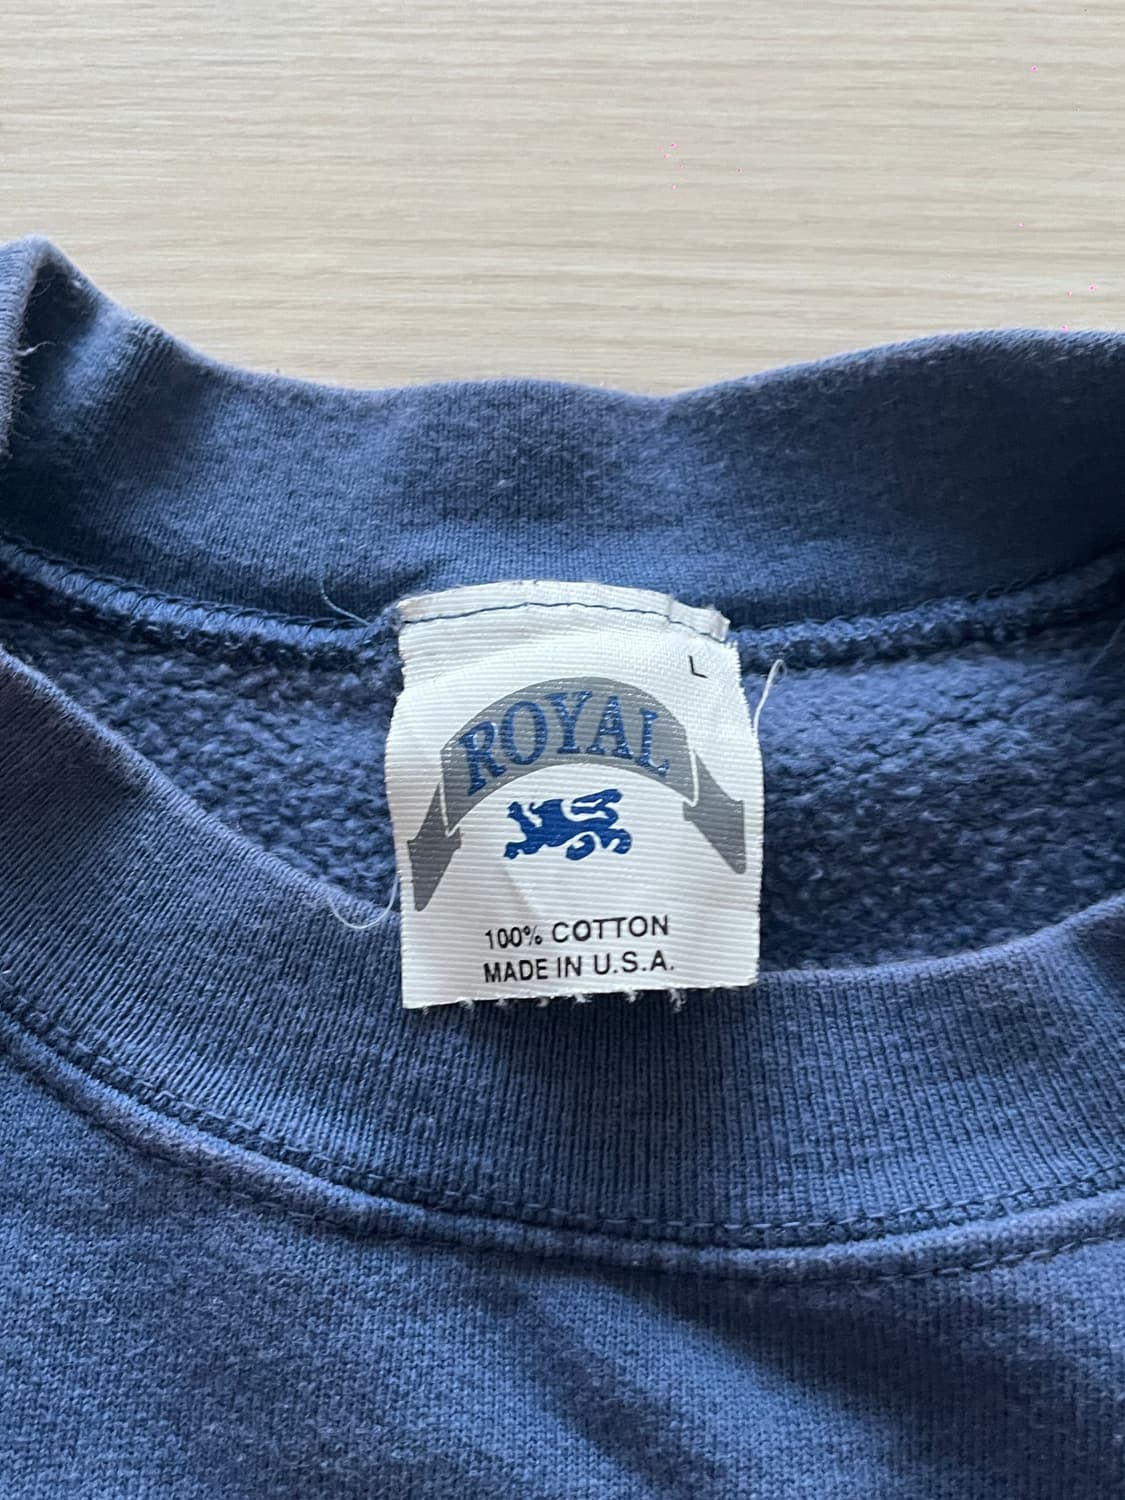 L
ROYAL
100% COTTON
MADE IN U.S.A.